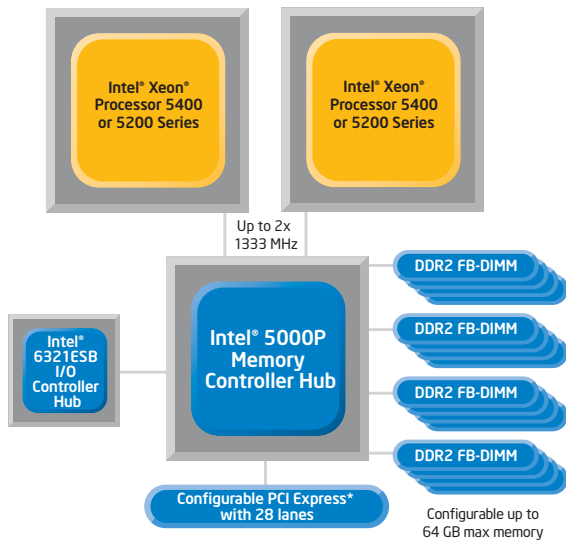 Intel® Xeon®
Processor 5400
or 5200 Series
Intel® Xeon®
Processor 5400
or 5200 Series
Up to 2x
1333 MHz
DDR2 FB-DIMM
DDR2 FB-DIMM
DDR2 FB-DIMM
DDR2 FB-DIMM
Intel®
6321ESB
I/O
Controller
Hub
Intel® 5000P
Memory
Controller Hub
Configurable PCI Express*
with 28 lanes
Configurable up to
64 GB max memory